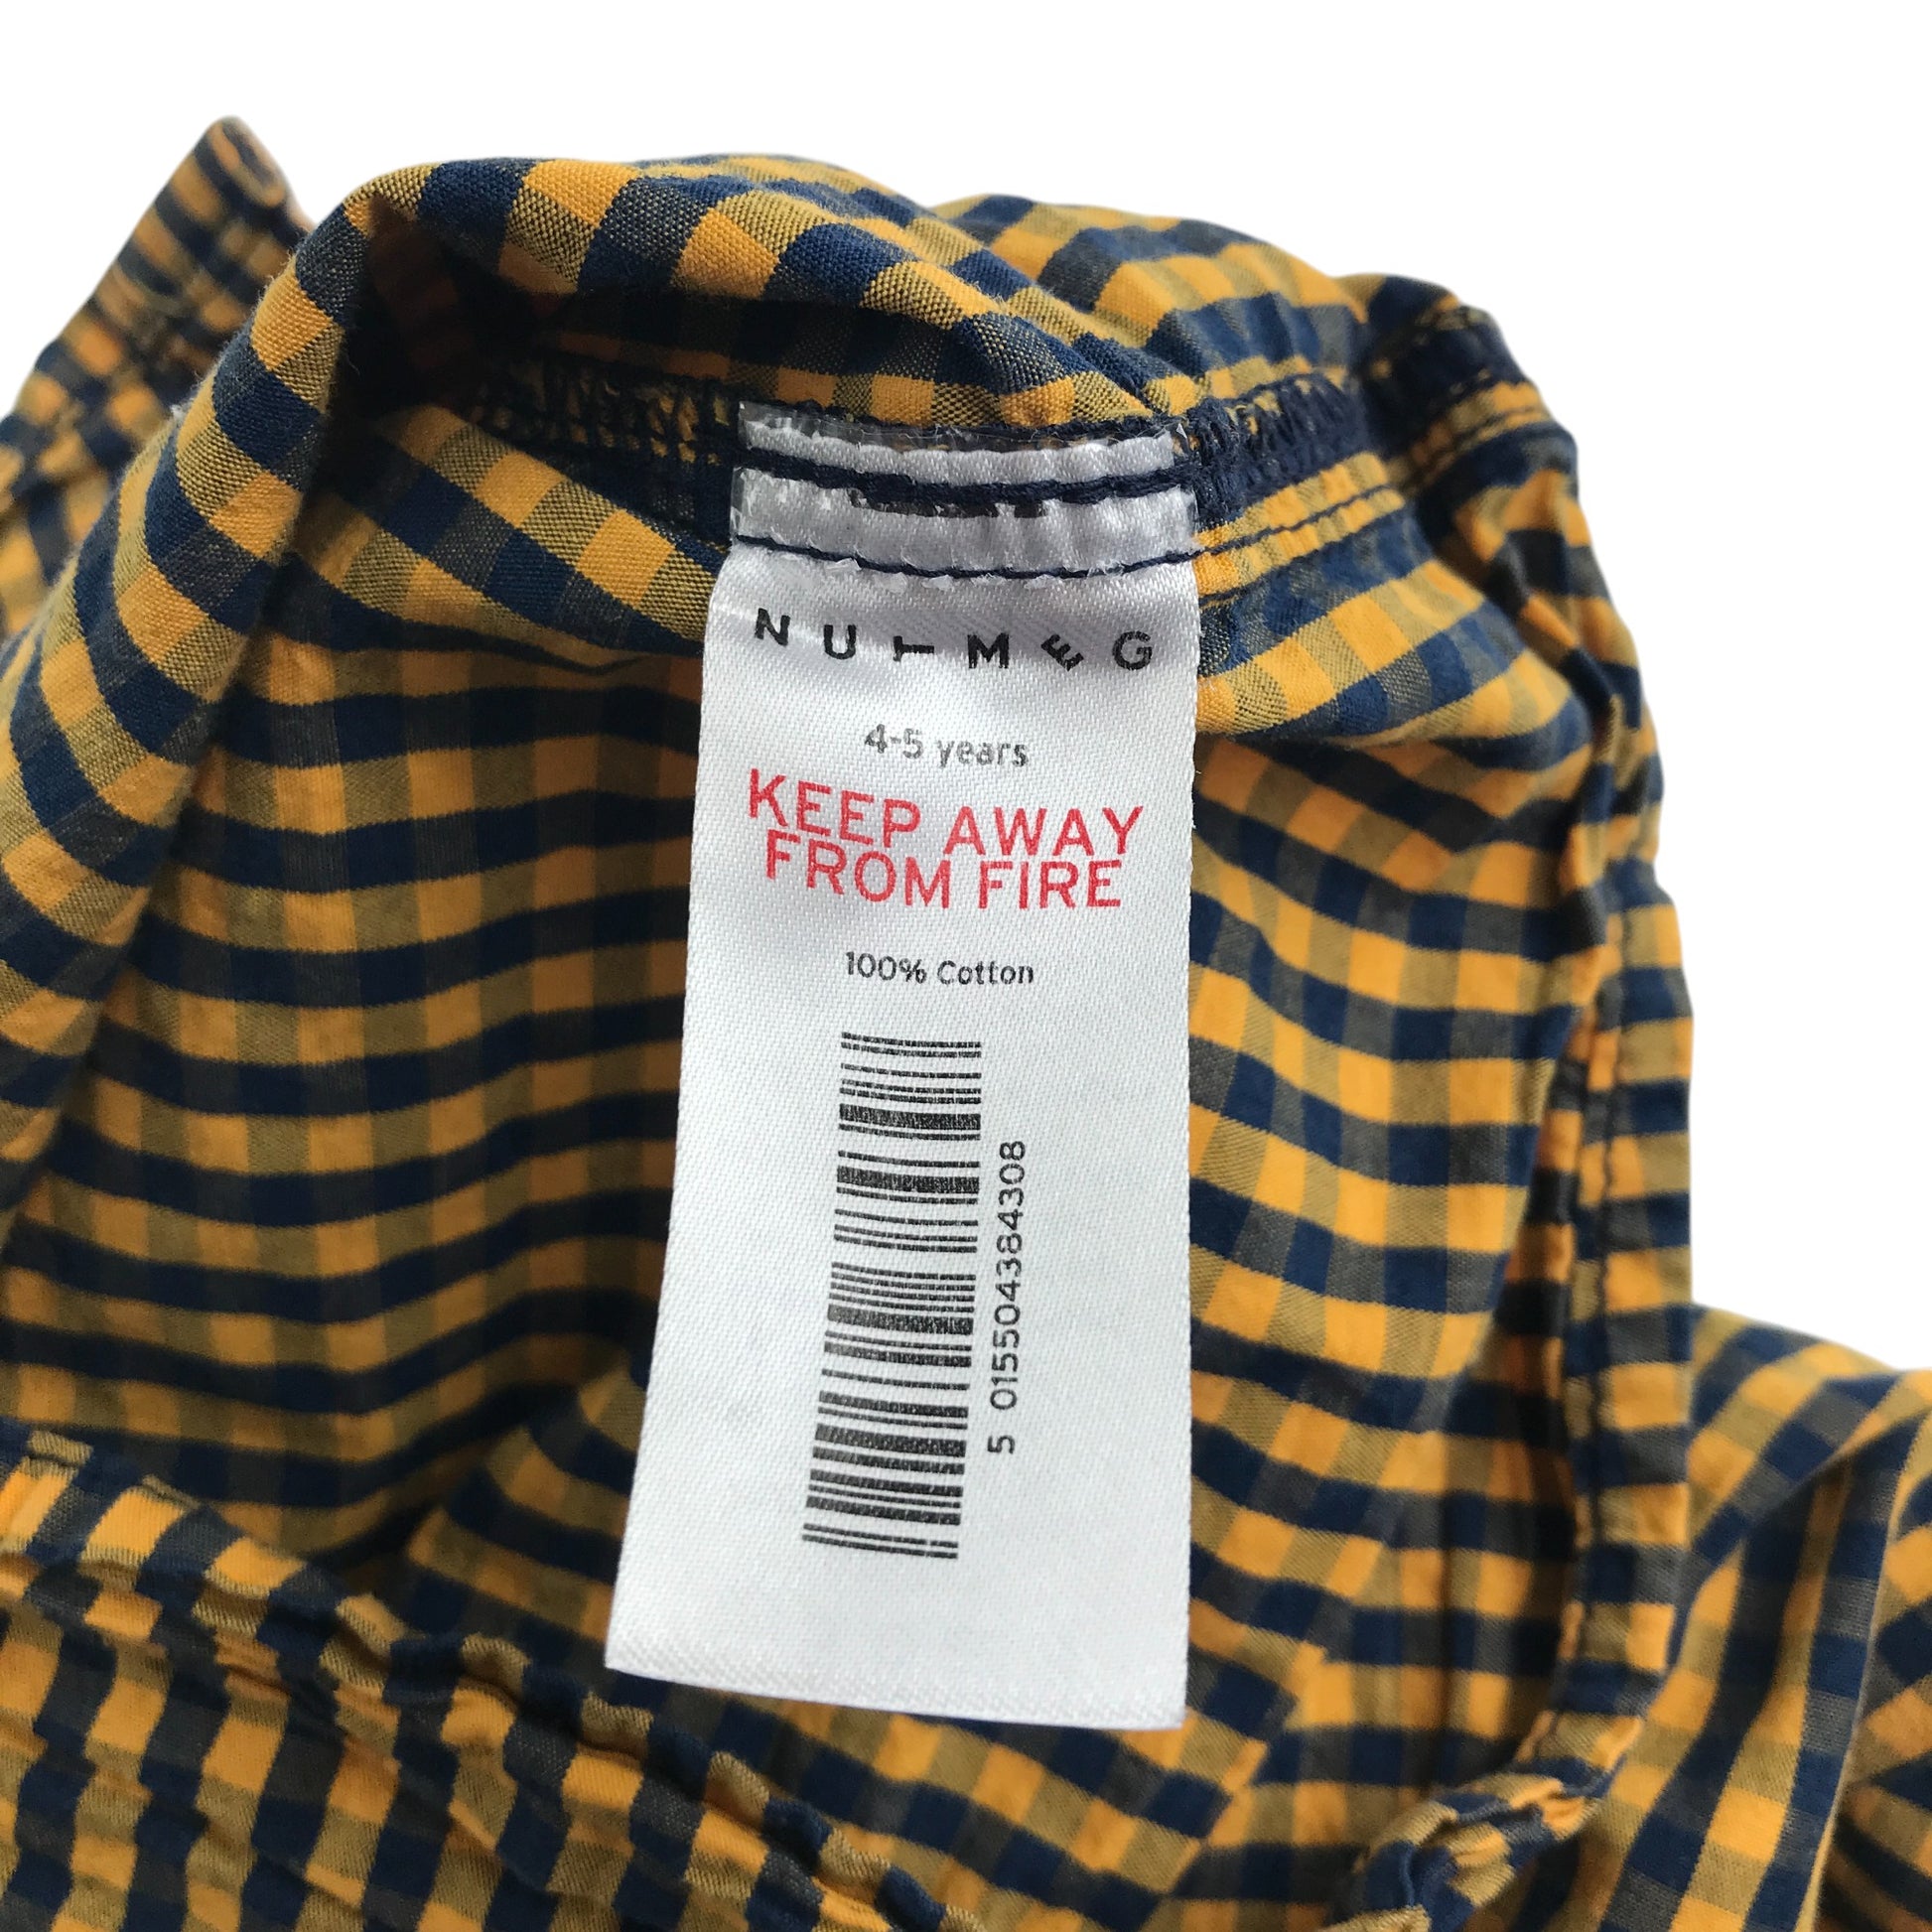 NUTMEG
4-5 years
KEEP AWAY
FROM FIRE
100% Cotton
5 015504384308